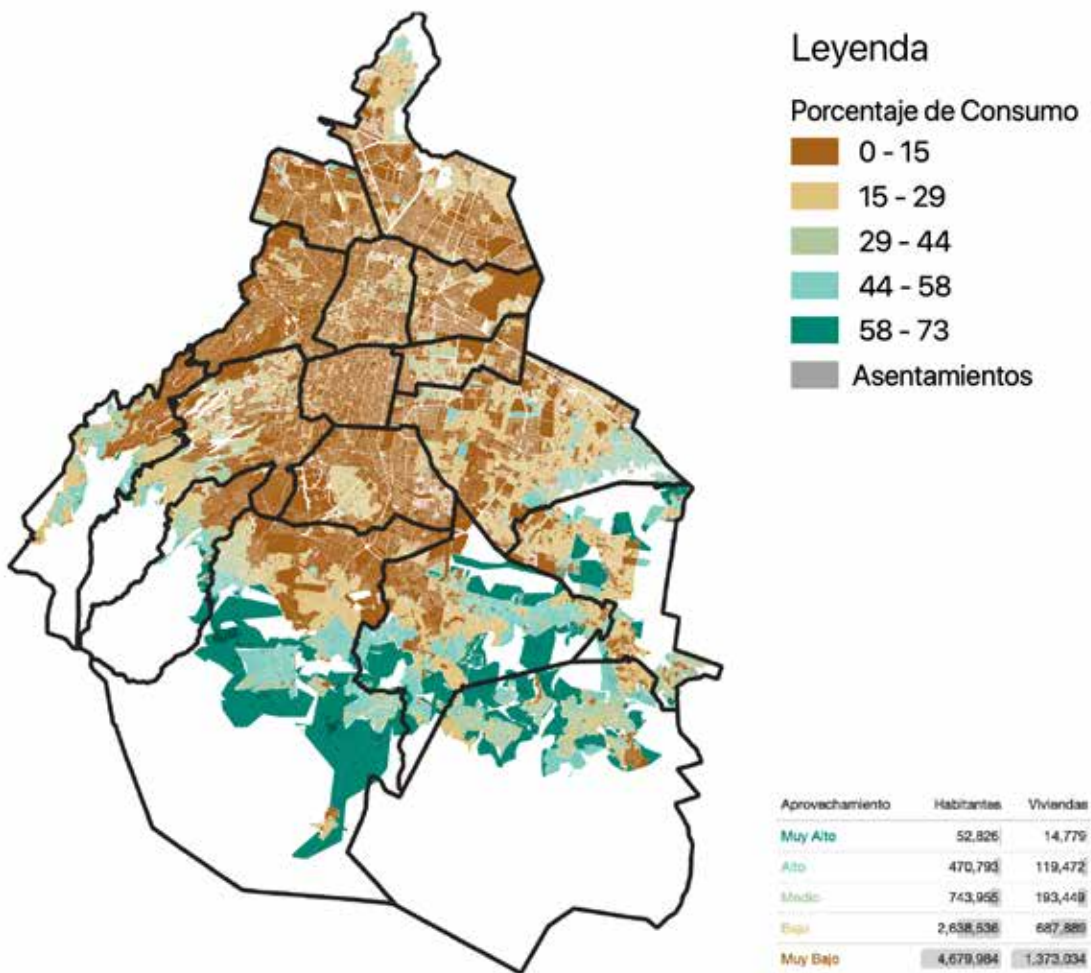 Leyenda
Porcentaje de Consumo
0 - 15
15 - 29
29 - 44
44 - 58
58 - 73
Asentamientos
Aprovechamiento Habitantes Viviendas
Muy Alto 52,826 14,779
Alto 470,793 119,472
Medio 743,955 193,449
Bajo 2,638,536 687,889
Muy Bajo 4,679,984 1,373,034